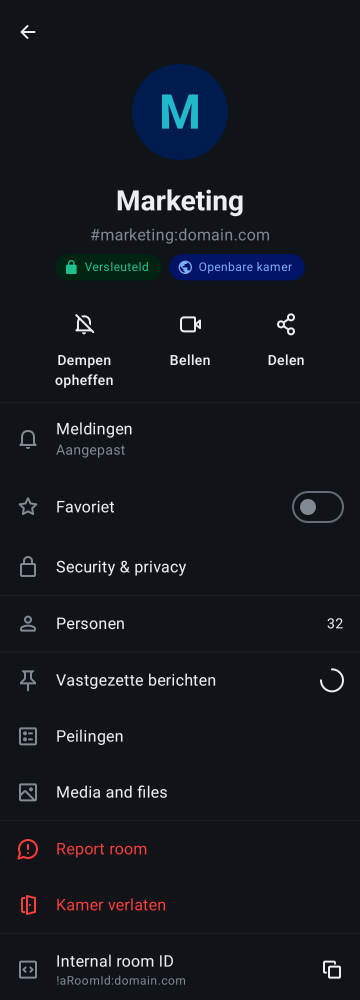 M
Marketing
#marketing:domain.com
Versleuteld
Openbare kamer
Dempen
opheffen
Bellen
Delen
Meldingen
Aangepast
Favoriet
Security & privacy
Personen
32
Vastgezette berichten
Peilingen
Media and files
Report room
Kamer verlaten
Internal room ID
!aRoomId:domain.com